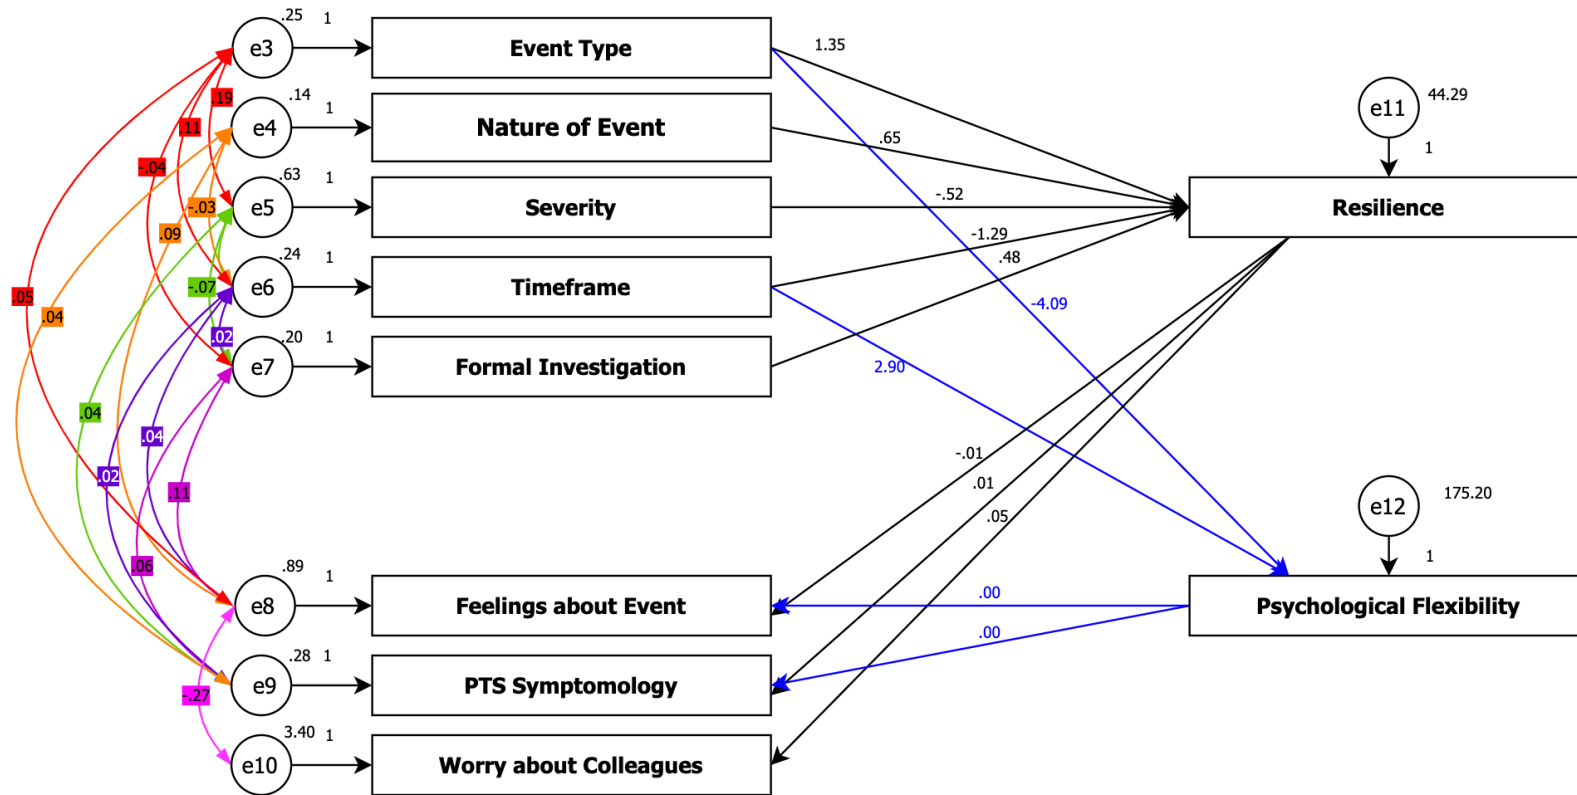 .25 1
e3 Event Type 1.35
.19
.14 1
e4 Nature of Event .65
.11
-.04
e11 44.29
1
.63 1
e5 Severity -.52
Resilience
-.03
.09
.24 1
e6 Timeframe -1.29
.48
-.07
.05
.04
-4.09
.02
.20 1
e7 Formal Investigation
2.90
.04
.04
.02
.11
-.01
.01
.05
e12 175.20
1
.06
.89 1
e8 Feelings about Event .00
Psychological Flexibility
.00
.28 1
e9 PTS Symptomology
-.27
3.40 1
e10 Worry about Colleagues